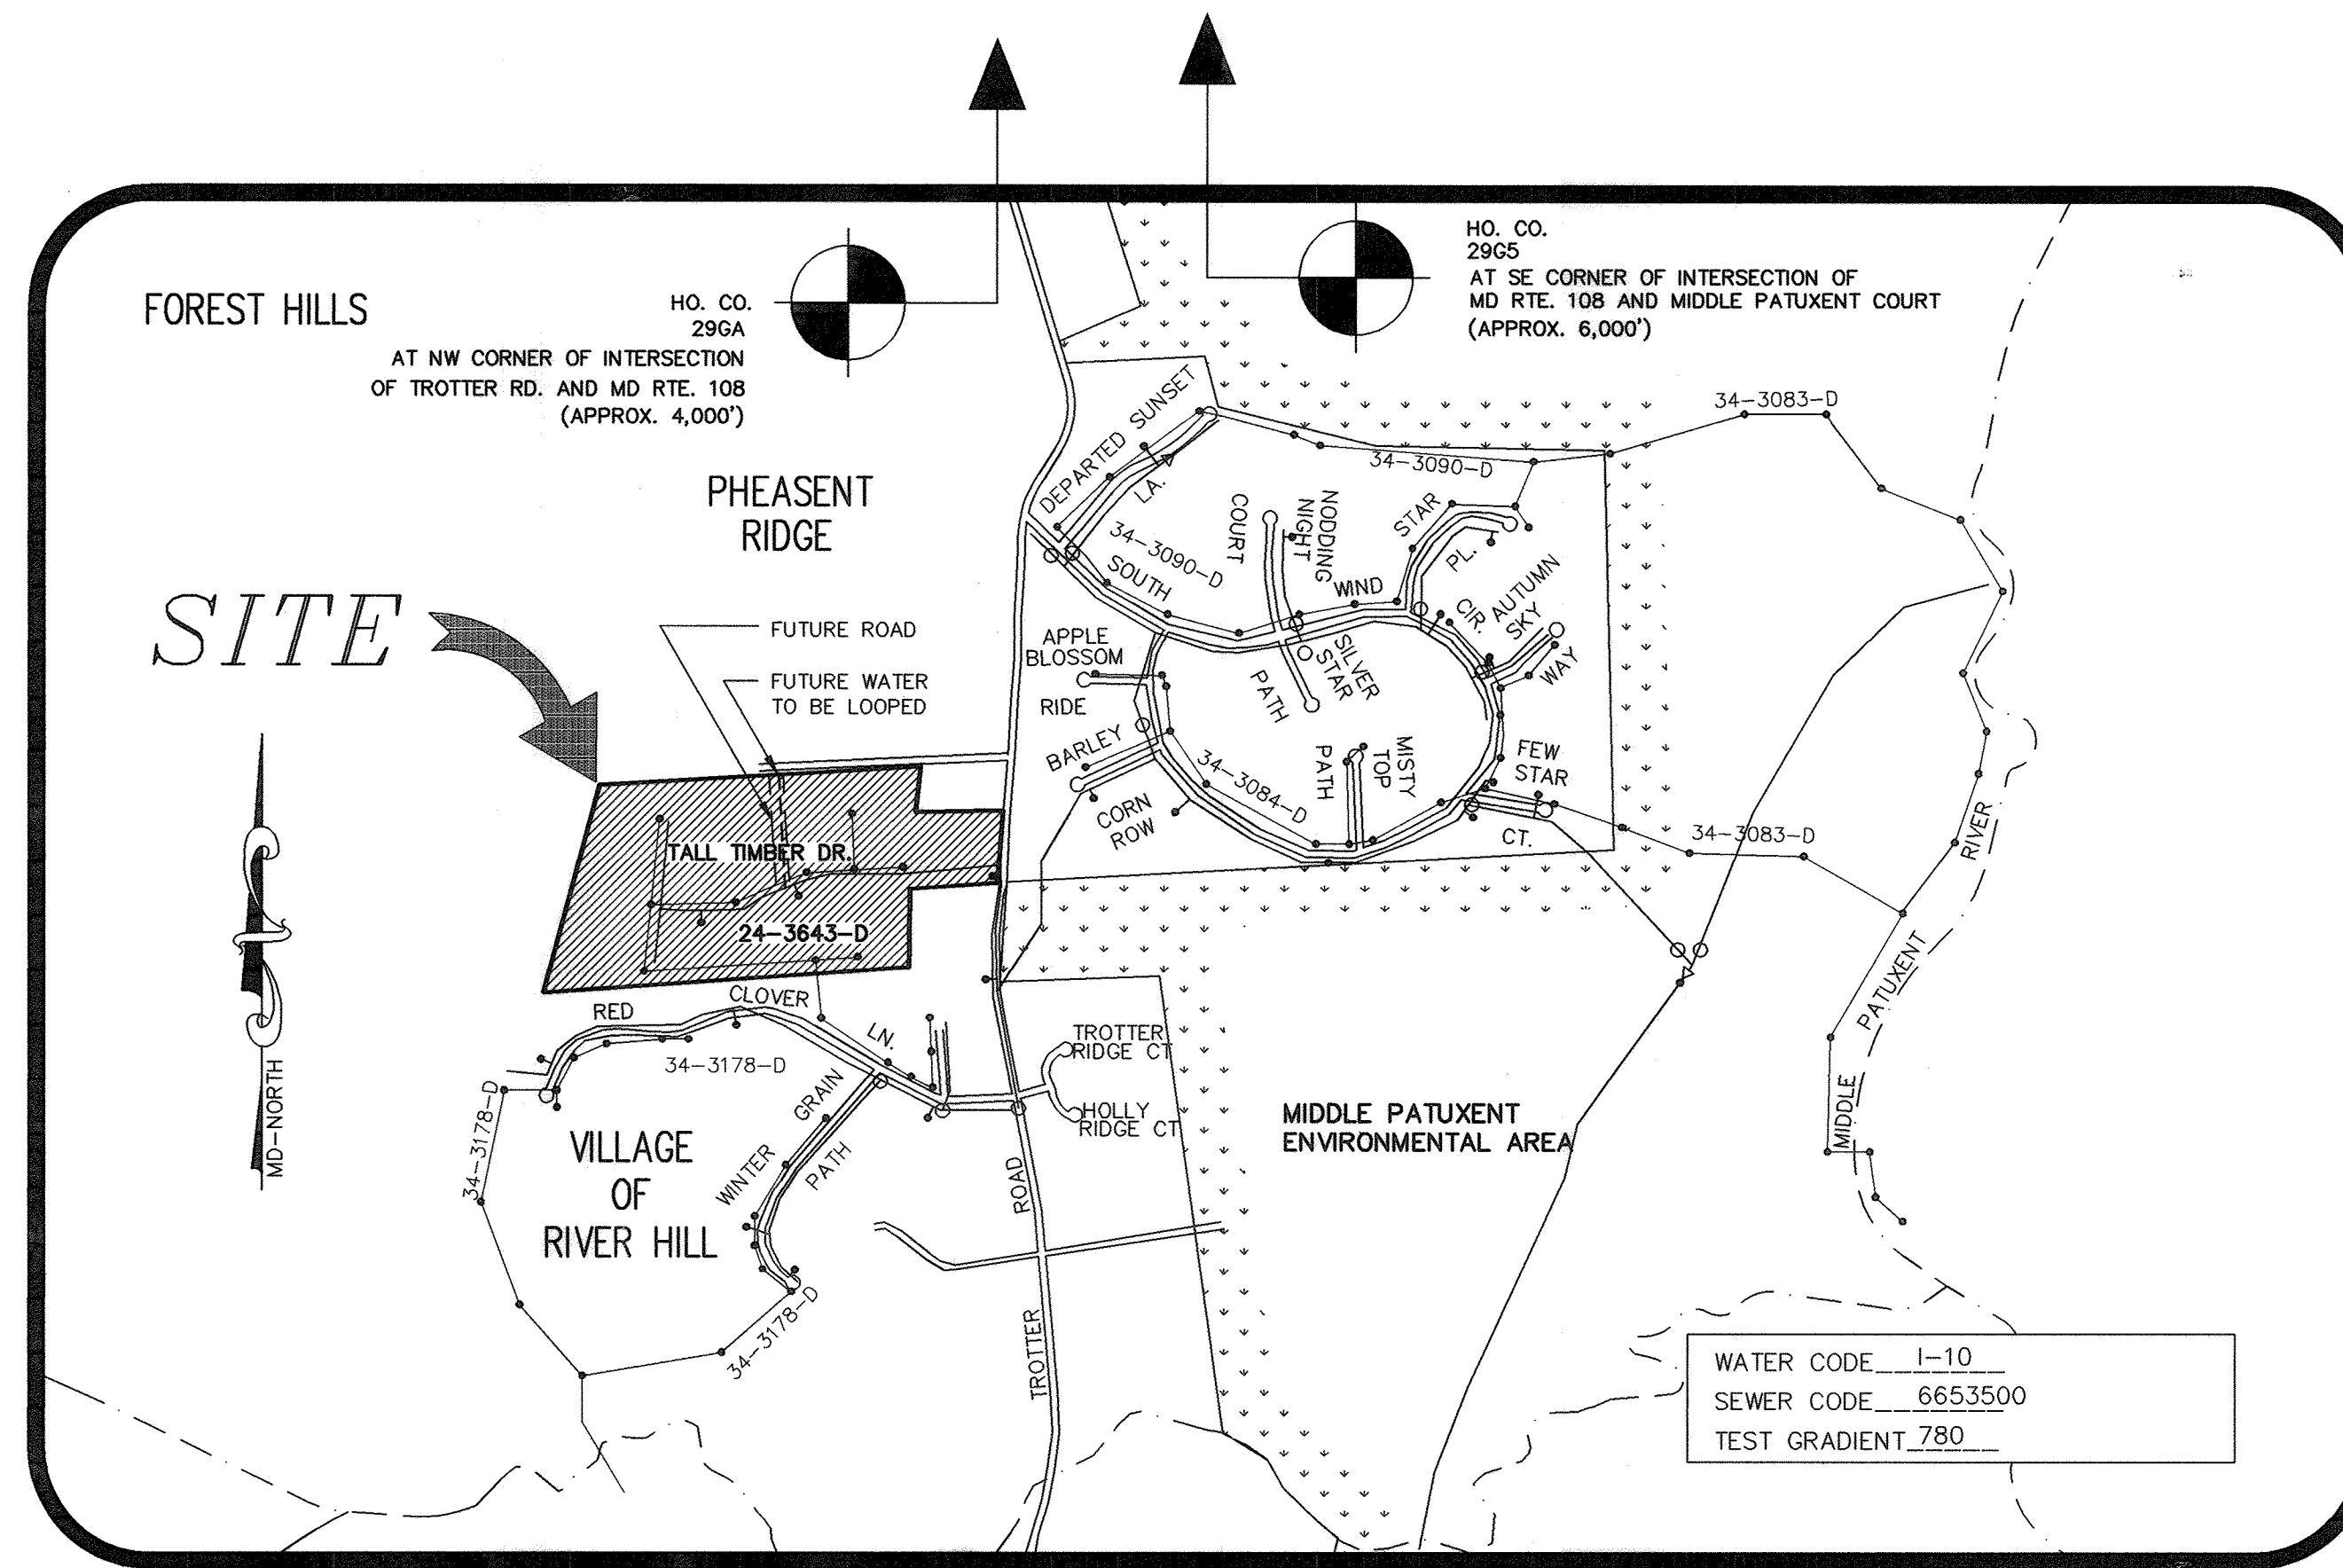 FOREST HILLS
HO. CO.
29GA
AT NW CORNER OF INTERSECTION
OF TROTTER RD. AND MD RTE. 108
(APPROX. 4,000')
HO. CO.
29G5
AT SE CORNER OF INTERSECTION OF
MD RTE. 108 AND MIDDLE PATUXENT COURT
(APPROX. 6,000')
PHEASENT
RIDGE
SITE
FUTURE ROAD
FUTURE WATER
TO BE LOOPED
DEPARTED SUNSET
LA.
34-3083-D
34-3090-D
34-3090-D
SOUTH
WIND
COURT
NODDING
NIGHT
STAR
PL.
CIR.
AUTUMN
SKY
WAY
APPLE
BLOSSOM
RIDE
SILVER
STAR
PATH
BARLEY
CORN
ROW
34-3084-D
MISTY
TOP
PATH
FEW
STAR
CT.
34-3083-D
TALL TIMBER DR.
24-3643-D
MD-NORTH
RED
CLOVER
LN.
34-3178-D
34-3178-D
34-3178-D
WINTER
GRAIN
PATH
VILLAGE
OF
RIVER HILL
TROTTER
RIDGE CT
HOLLY
RIDGE CT
TROTTER
ROAD
MIDDLE PATUXENT
ENVIRONMENTAL AREA
MIDDLE
PATUXENT
RIVER
WATER CODE I-10
SEWER CODE 6653500
TEST GRADIENT 780